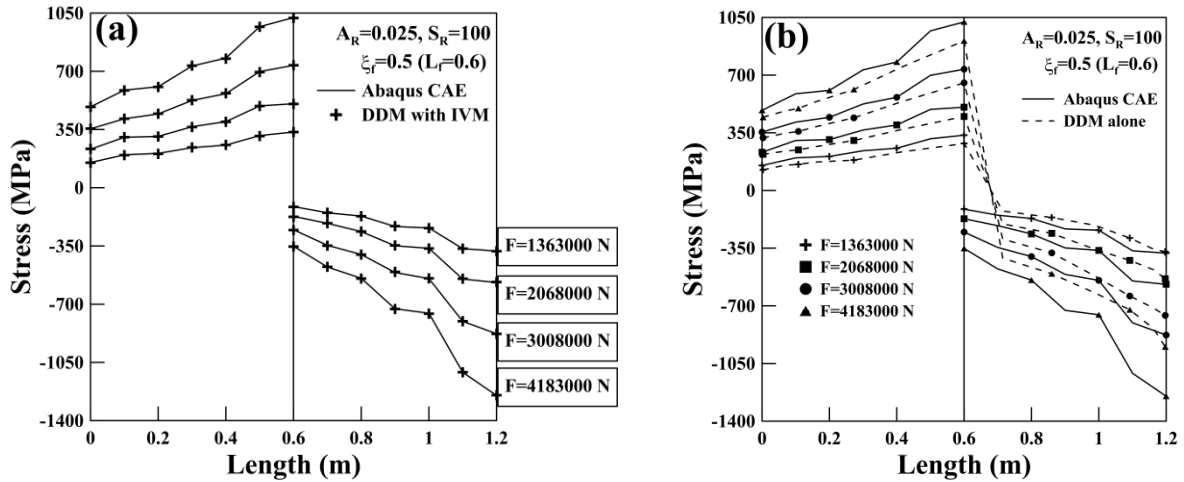 (a)
A_R=0.025, S_R=100
ξ_f=0.5 (L_f=0.6)
Abaqus CAE
DDM with IVM
Stress (MPa)
1050
700
350
0
-350
-700
-1050
-1400
F=1363000 N
F=2068000 N
F=3008000 N
F=4183000 N
0 0.2 0.4 0.6 0.8 1 1.2
Length (m)
(b)
A_R=0.025, S_R=100
ξ_f=0.5 (L_f=0.6)
Abaqus CAE
DDM alone
Stress (MPa)
1050
700
350
0
-350
-700
-1050
-1400
F=1363000 N
F=2068000 N
F=3008000 N
F=4183000 N
0 0.2 0.4 0.6 0.8 1 1.2
Length (m)